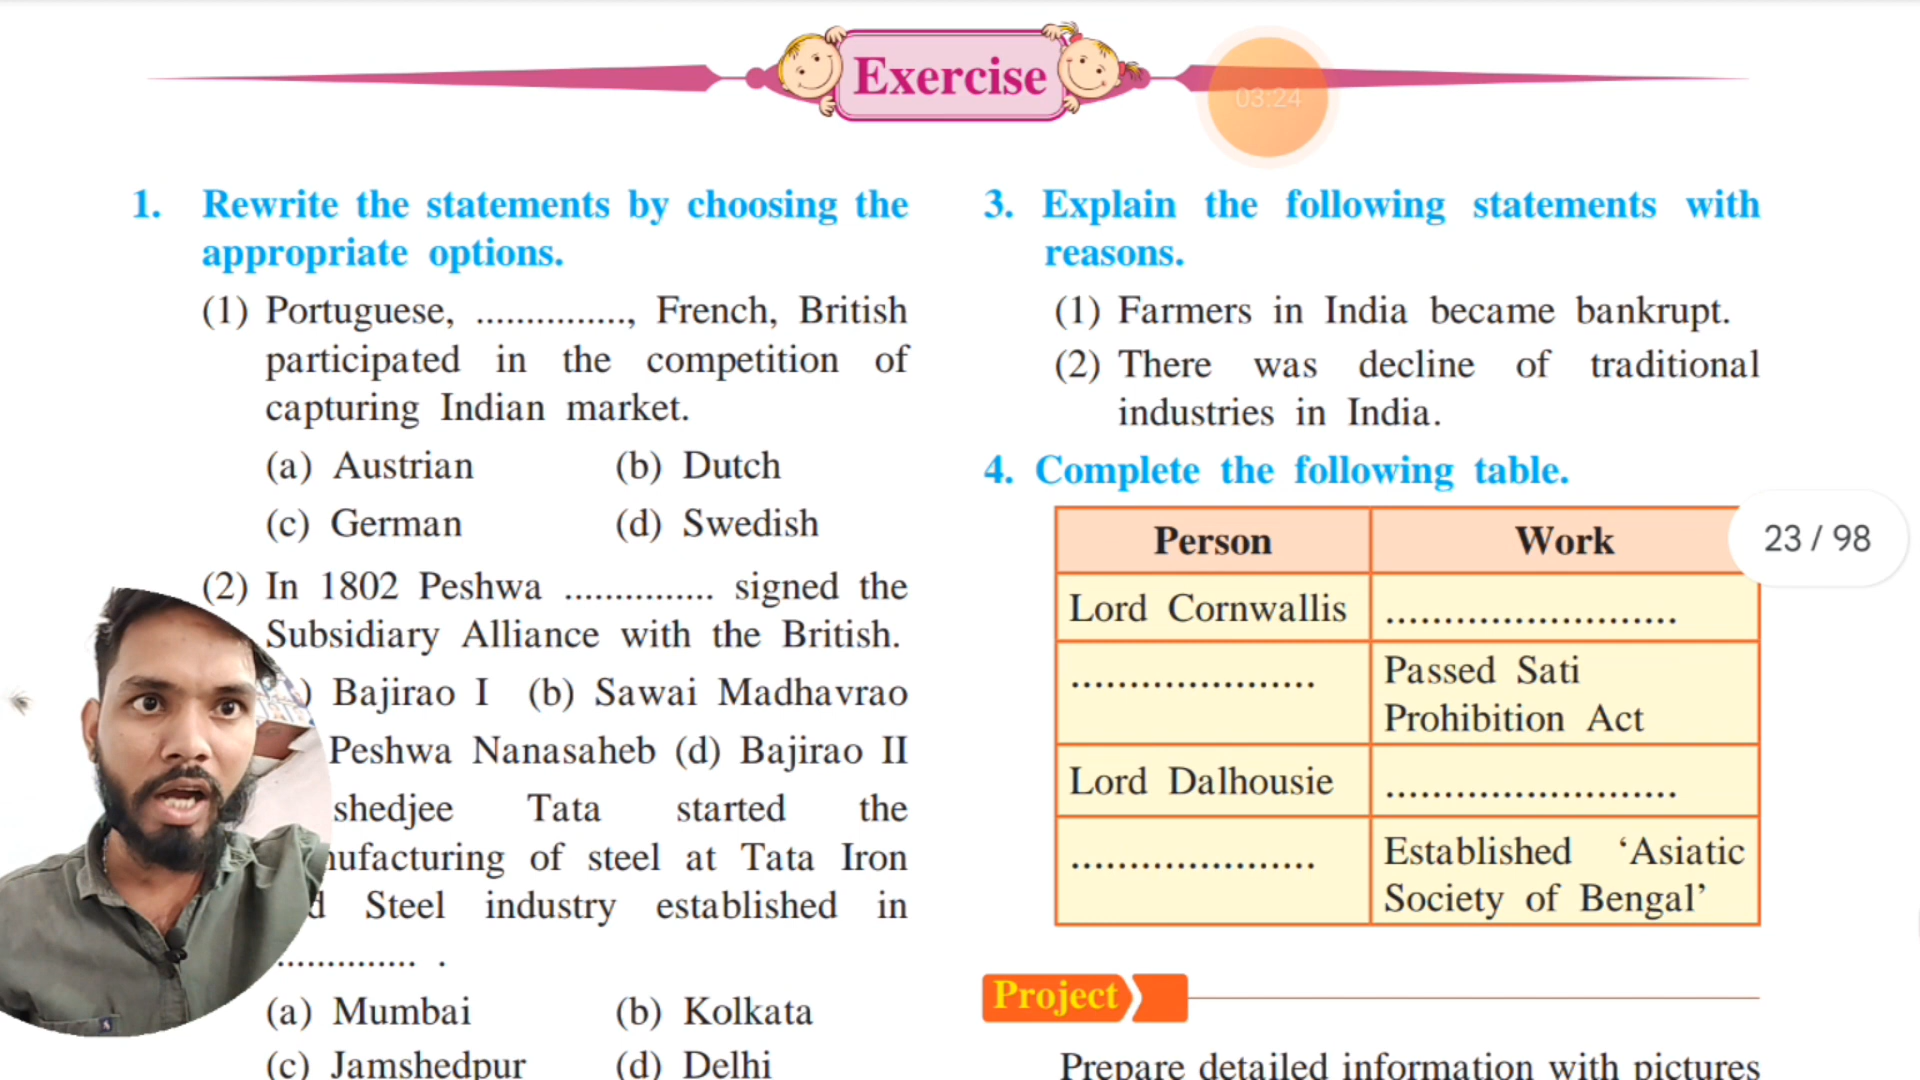 Exercise
03:24
1. Rewrite the statements by choosing the
appropriate options.
(1) Portuguese, ..............., French, British
participated in the competition of
capturing Indian market.
(a) Austrian (b) Dutch
(c) German (d) Swedish
(2) In 1802 Peshwa ............... signed the
Subsidiary Alliance with the British.
) Bajirao I (b) Sawai Madhavrao
Peshwa Nanasaheb (d) Bajirao II
shedjee Tata started the
ufacturing of steel at Tata Iron
d Steel industry established in
.............. .
(a) Mumbai (b) Kolkata
(c) Jamshedpur (d) Delhi
3. Explain the following statements with
reasons.
(1) Farmers in India became bankrupt.
(2) There was decline of traditional
industries in India.
4. Complete the following table.
Person Work
23 / 98
Lord Cornwallis .........................
..................... Passed Sati
Prohibition Act
Lord Dalhousie .........................
..................... Established ‘Asiatic
Society of Bengal’
Project
Prepare detailed information with pictures